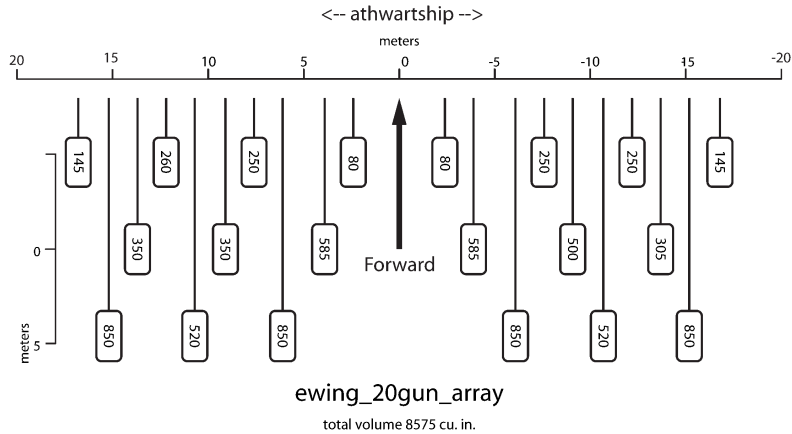 <-- athwartship -->
meters
20 15 10 5 0 -5 -10 15 -20
145 260 250 80 80 250 250 145
0
350 350 585 585 500 305
Forward
850 520 850 850 520 850
5
meters
ewing_20gun_array
total volume 8575 cu. in.